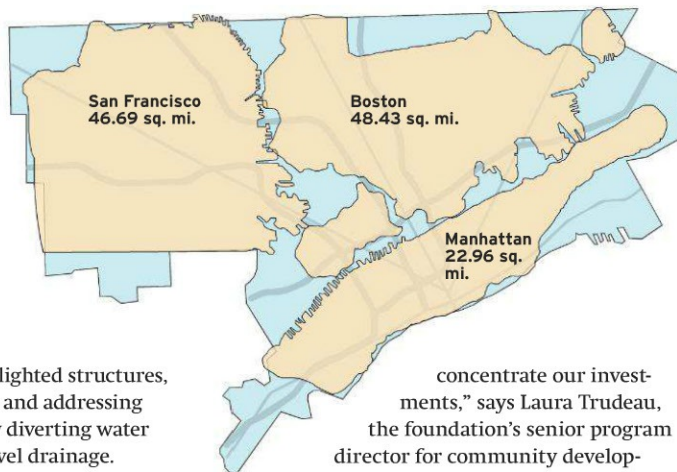 San Francisco
46.69 sq. mi.
Boston
48.43 sq. mi.
Manhattan
22.96 sq.
mi.
lighted structures,
and addressing
diverting water
vel drainage.
concentrate our invest-
ments,” says Laura Trudeau,
the foundation’s senior program
director for community develop-